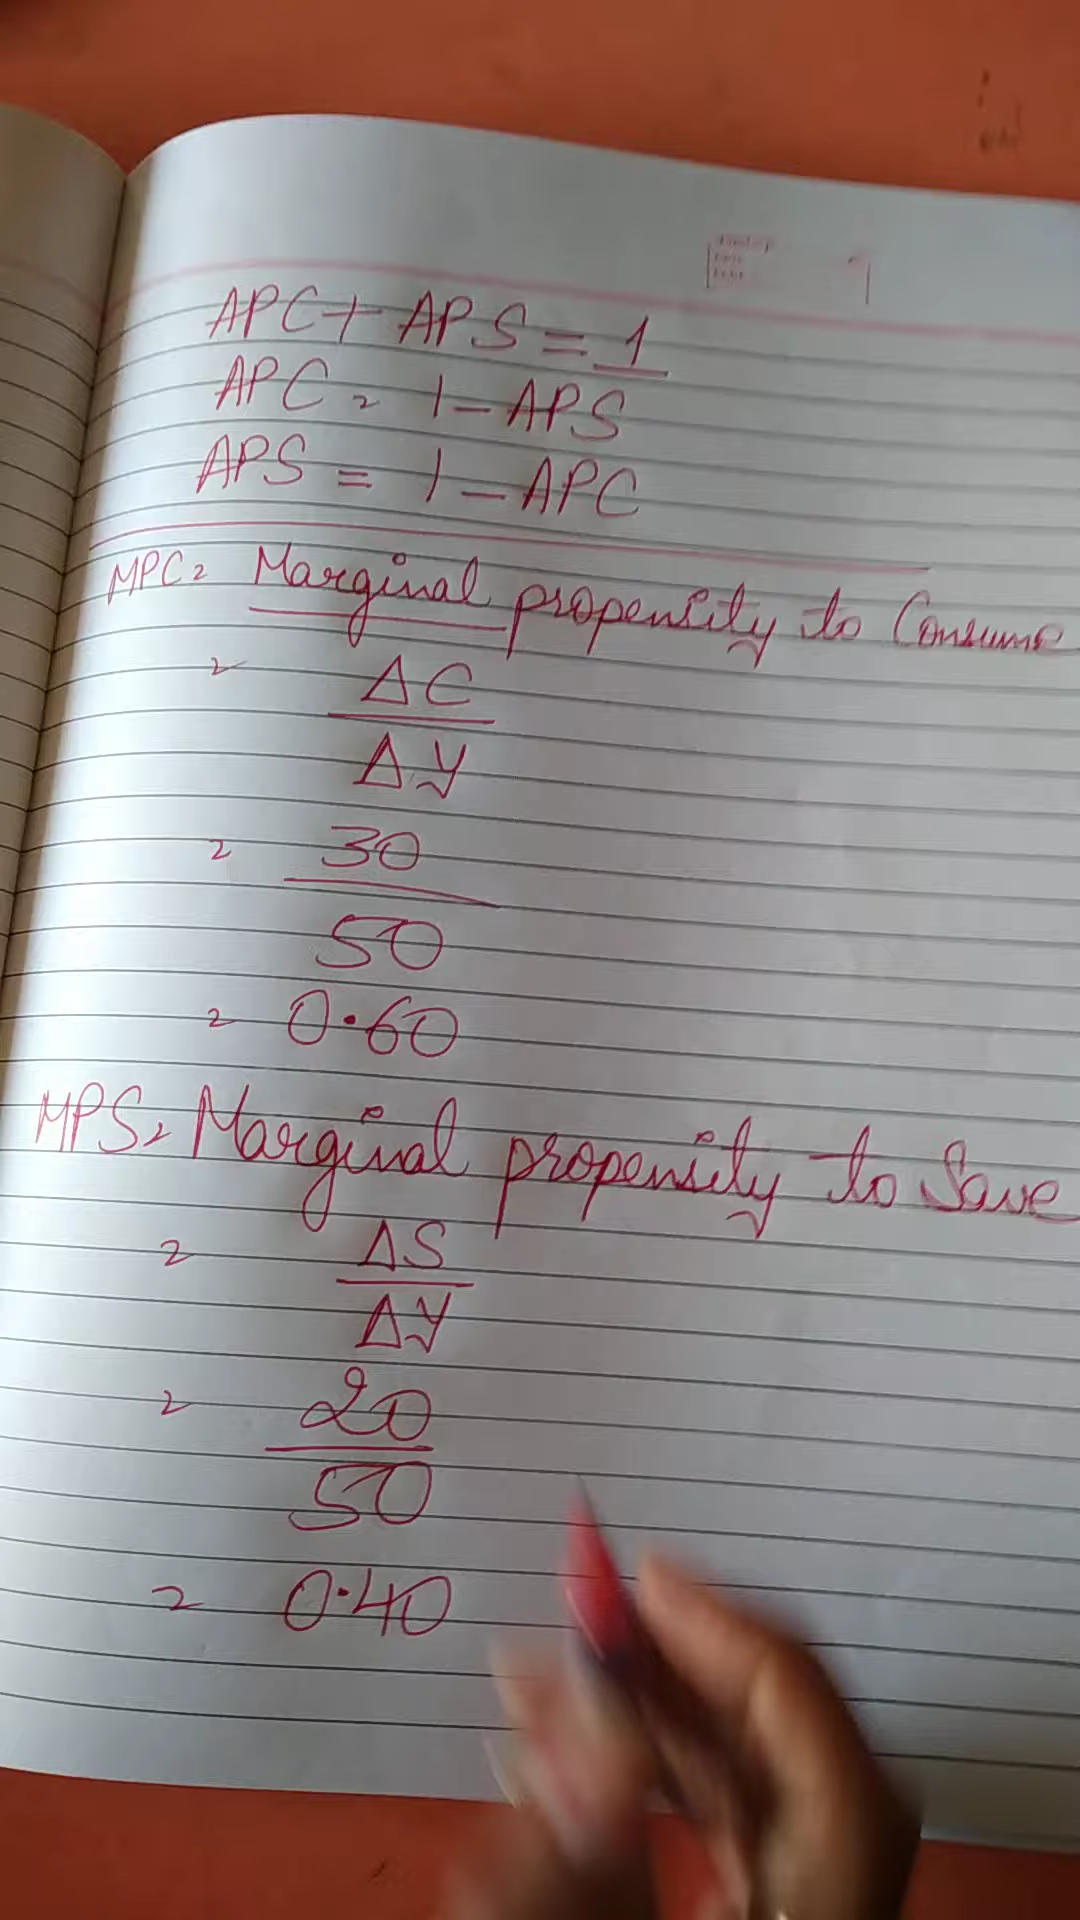 APC + APS = 1
APC = 1 - APS
APS = 1 - APC
MPC = Marginal propensity to Consume
= ΔC
ΔY
= 30
50
= 0.60
MPS = Marginal propensity to Save
= ΔS
ΔY
= 20
50
= 0.40